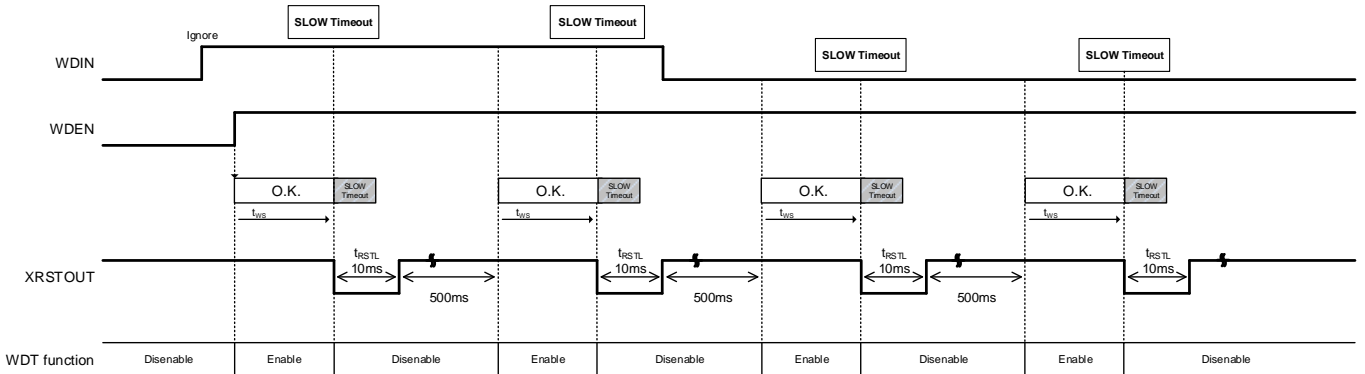 SLOW Timeout
SLOW Timeout
Ignore
SLOW Timeout
SLOW Timeout
WDIN
WDEN
O.K.
SLOW
Timeout
O.K.
SLOW
Timeout
O.K.
SLOW
Timeout
O.K.
SLOW
Timeout
tWS
tWS
tWS
tWS
XRSTOUT
tRSTL
10ms
500ms
tRSTL
10ms
500ms
tRSTL
10ms
500ms
tRSTL
10ms
WDT function
Disenable
Enable
Disenable
Enable
Disenable
Enable
Disenable
Enable
Disenable